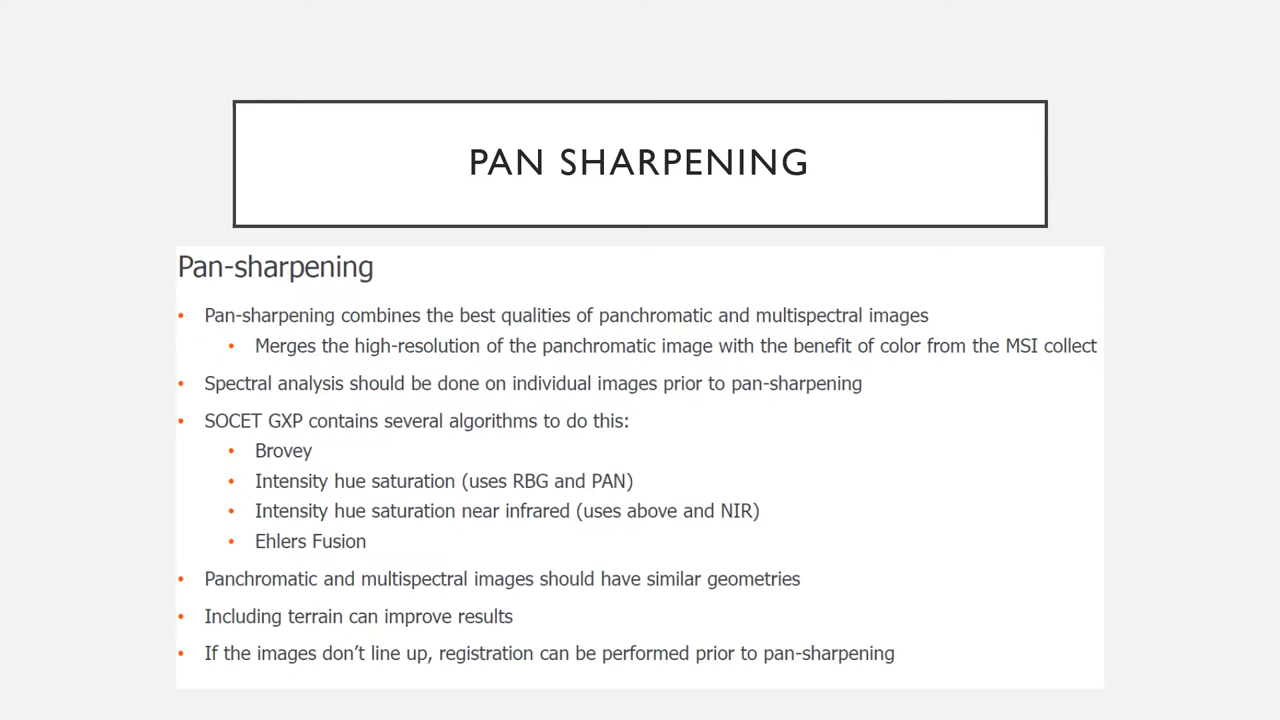 PAN SHARPENING
Pan-sharpening
• Pan-sharpening combines the best qualities of panchromatic and multispectral images
• Merges the high-resolution of the panchromatic image with the benefit of color from the MSI collect
• Spectral analysis should be done on individual images prior to pan-sharpening
• SOCET GXP contains several algorithms to do this:
• Brovey
• Intensity hue saturation (uses RBG and PAN)
• Intensity hue saturation near infrared (uses above and NIR)
• Ehlers Fusion
• Panchromatic and multispectral images should have similar geometries
• Including terrain can improve results
• If the images don’t line up, registration can be performed prior to pan-sharpening